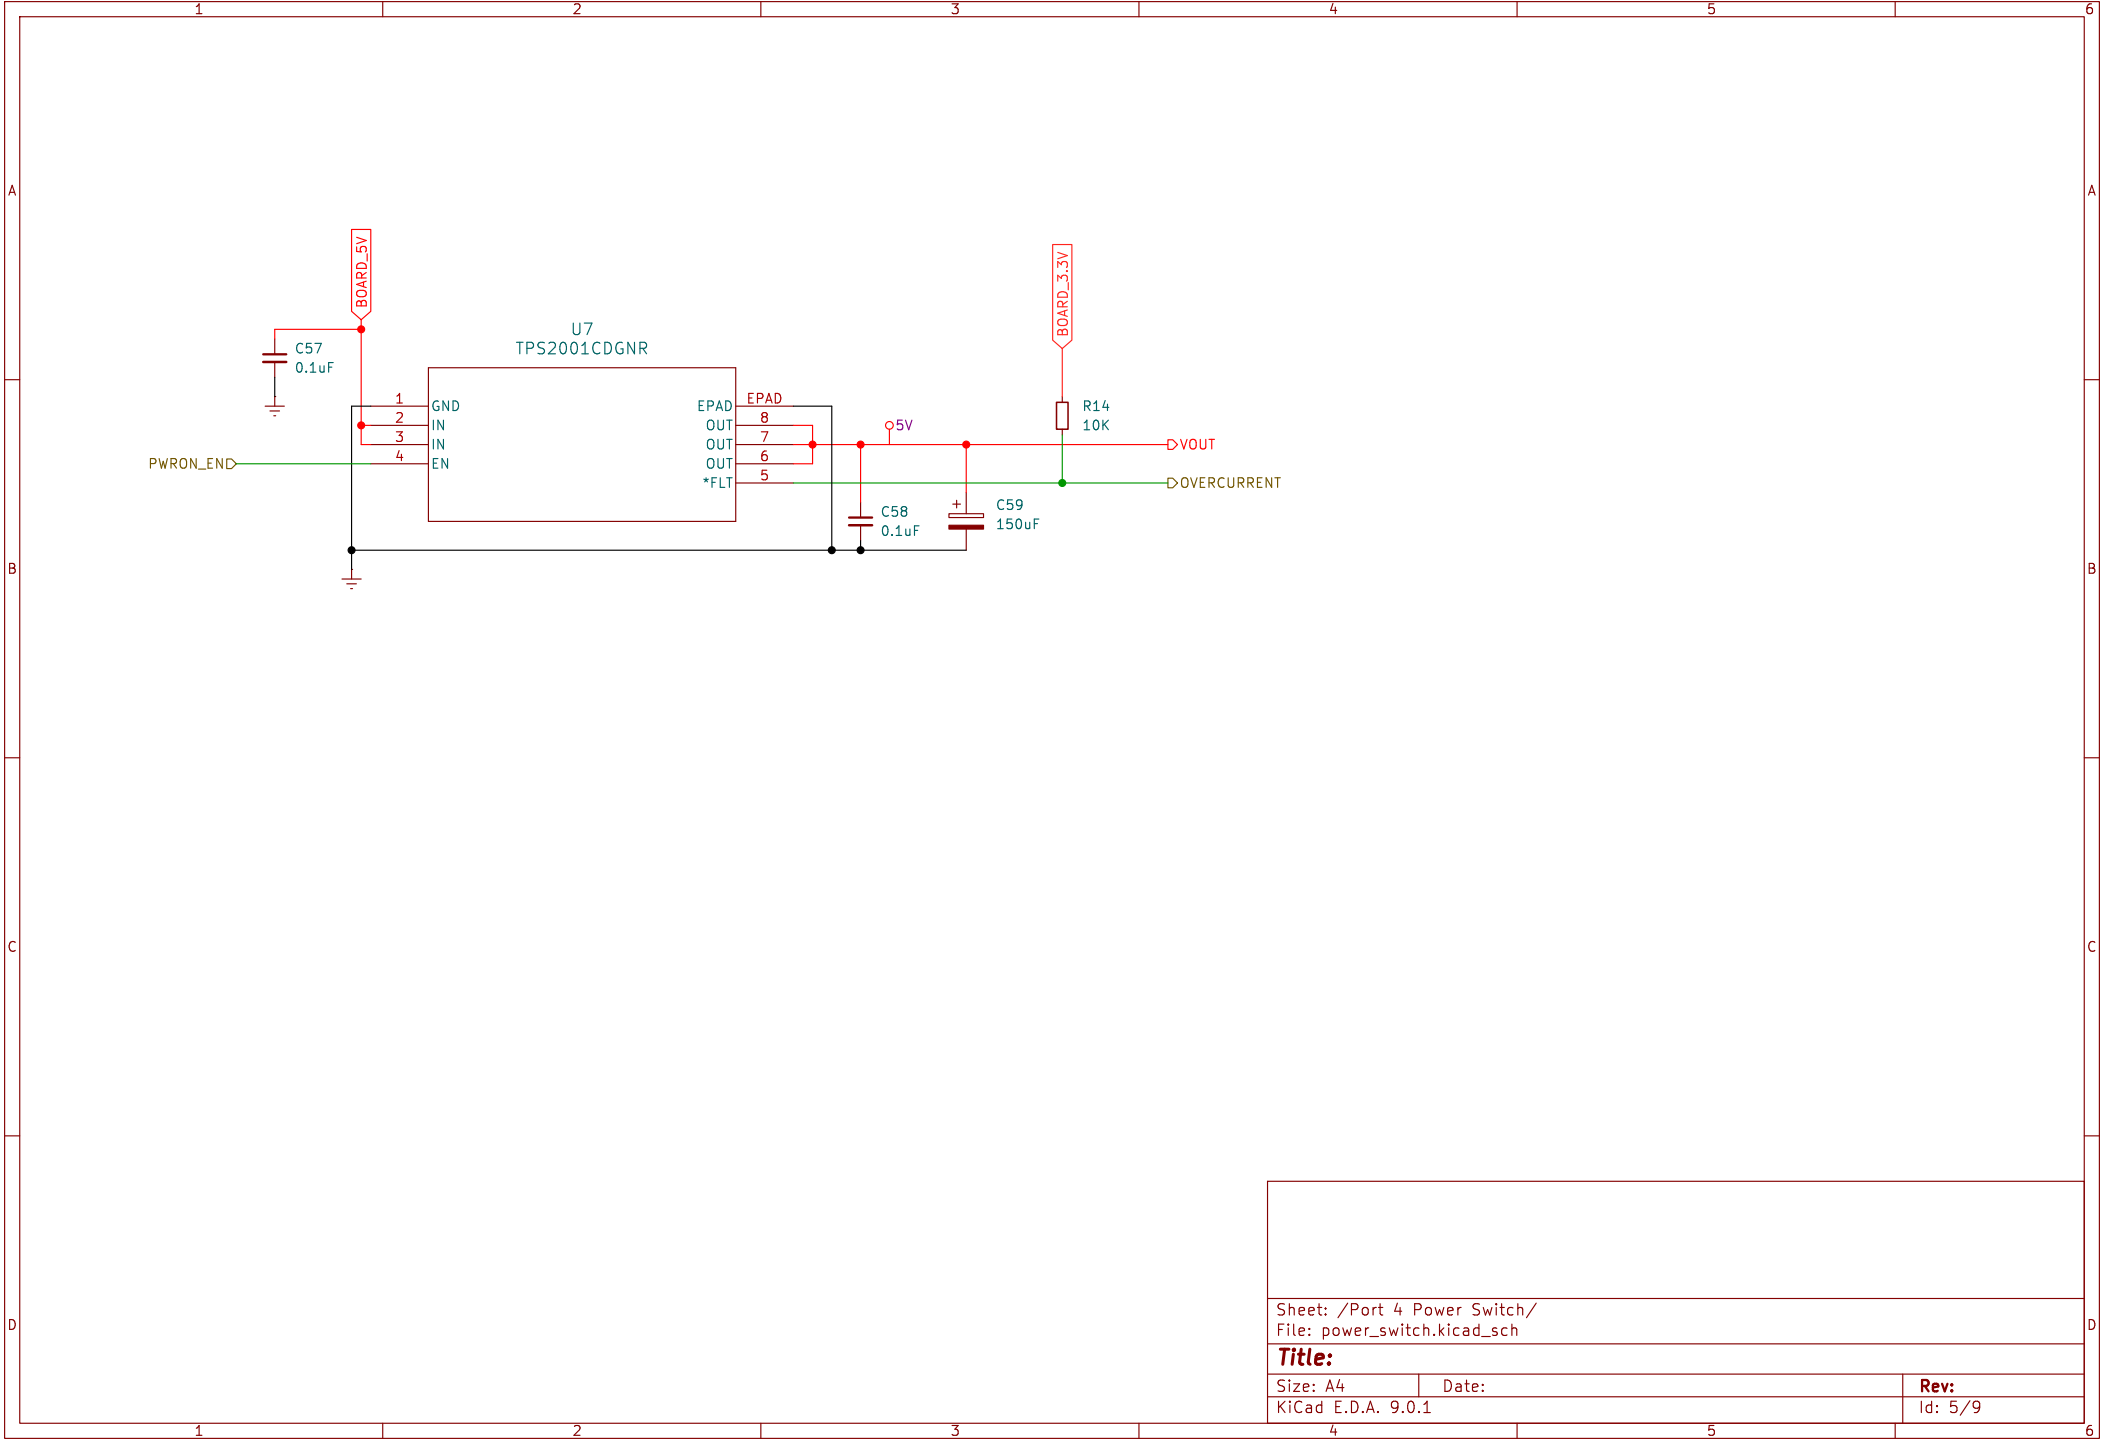 1 2 3 4 5 6
A A
BOARD_5V
BOARD_3.3V
U7
TPS2001CDGNR
C57
0.1uF
1 GND
2 IN
3 IN
4 EN
EPAD EPAD
OUT 8
OUT 7
OUT 6
*FLT 5
5V
R14
10K
VOUT
PWRON_EN
OVERCURRENT
+
C58
0.1uF
C59
150uF
B B
C C
D D
Sheet: /Port 4 Power Switch/
File: power_switch.kicad_sch
Title:
Size: A4 Date: Rev:
KiCad E.D.A. 9.0.1 Id: 5/9
1 2 3 4 5 6